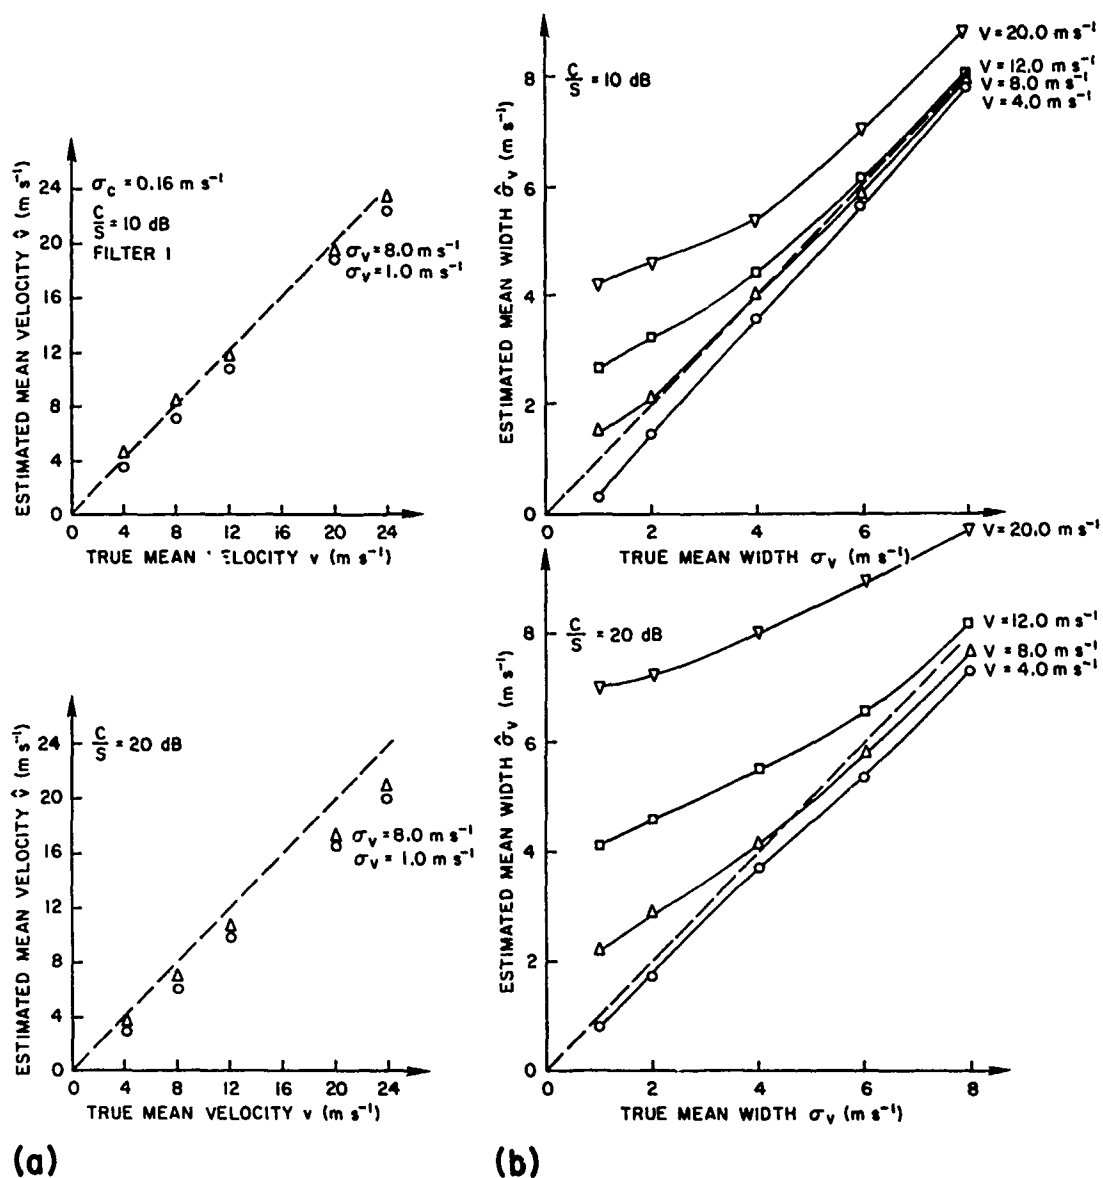 ESTIMATED MEAN VELOCITY v̂ (m s⁻¹)
24
20
16
12
8
4
0
σc = 0.16 m s⁻¹
C/S = 10 dB
FILTER 1
σv = 8.0 m s⁻¹
σv = 1.0 m s⁻¹
0 4 8 12 16 20 24
TRUE MEAN ELOCITY v (m s⁻¹)
ESTIMATED MEAN VELOCITY v̂ (m s⁻¹)
24
20
16
12
8
4
0
C/S = 20 dB
σv = 8.0 m s⁻¹
σv = 1.0 m s⁻¹
0 4 8 12 16 20 24
TRUE MEAN VELOCITY v (m s⁻¹)
(a)
ESTIMATED MEAN WIDTH σ̂v (m s⁻¹)
8
6
4
2
0
C/S = 10 dB
V = 20.0 m s⁻¹
V = 12.0 m s⁻¹
V = 8.0 m s⁻¹
V = 4.0 m s⁻¹
0 2 4 6 8
TRUE MEAN WIDTH σv (m s⁻¹)
ESTIMATED MEAN WIDTH σ̂v (m s⁻¹)
8
6
4
2
0
C/S = 20 dB
V = 20.0 m s⁻¹
V = 12.0 m s⁻¹
V = 8.0 m s⁻¹
V = 4.0 m s⁻¹
0 2 4 6 8
TRUE MEAN WIDTH σv (m s⁻¹)
(b)